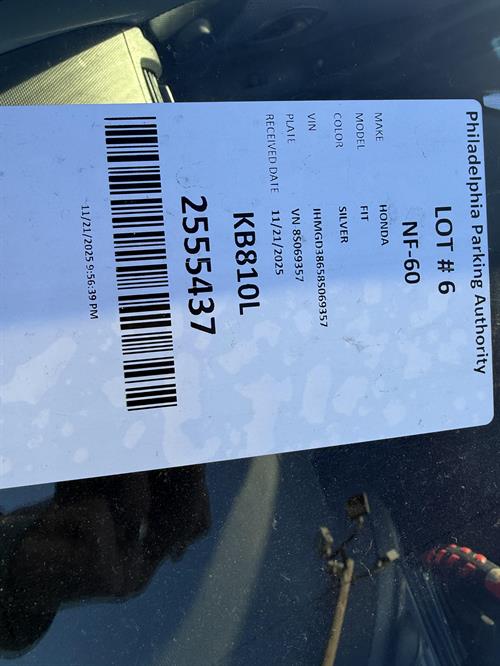 Philadelphia Parking Authority
LOT # 6
NF-60
MAKE HONDA
MODEL FIT
COLOR SILVER
VIN JHMGD38658S069357
PLATE VN 8S069357
RECEIVED DATE 11/21/2025
KB810L
2555437
11/21/2025 9:56:39 PM